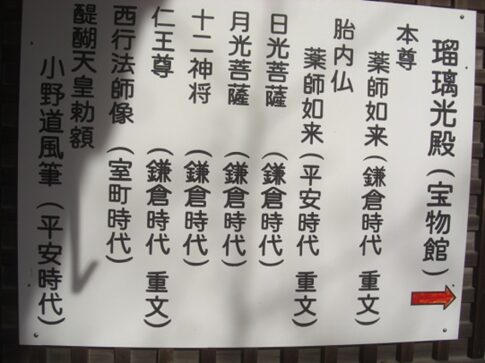 瑠璃光殿（宝物館）
本尊
薬師如来（鎌倉時代 重文）
胎内仏
薬師如来（平安時代 重文）
日光菩薩（鎌倉時代）
月光菩薩（鎌倉時代）
十二神将（鎌倉時代）
仁王尊（鎌倉時代 重文）
西行法師像（室町時代）
醍醐天皇勅額
小野道風筆（平安時代）